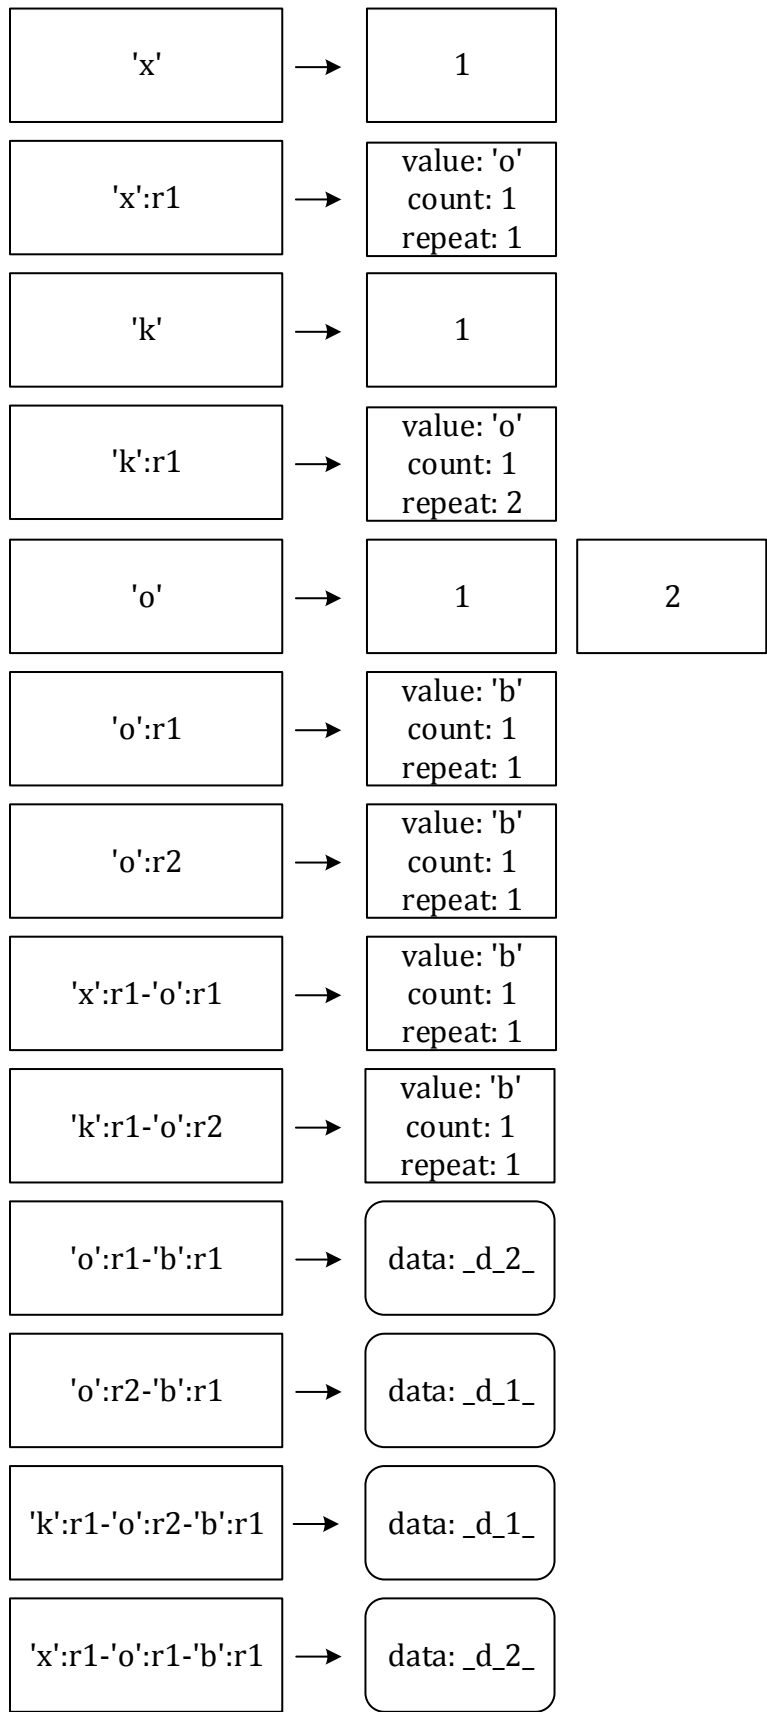 'x'
1
'x':r1
value: 'o'
count: 1
repeat: 1
'k'
1
'k':r1
value: 'o'
count: 1
repeat: 2
'o'
1
2
'o':r1
value: 'b'
count: 1
repeat: 1
'o':r2
value: 'b'
count: 1
repeat: 1
'x':r1-'o':r1
value: 'b'
count: 1
repeat: 1
'k':r1-'o':r2
value: 'b'
count: 1
repeat: 1
'o':r1-'b':r1
data: _d_2_
'o':r2-'b':r1
data: _d_1_
'k':r1-'o':r2-'b':r1
data: _d_1_
'x':r1-'o':r1-'b':r1
data: _d_2_